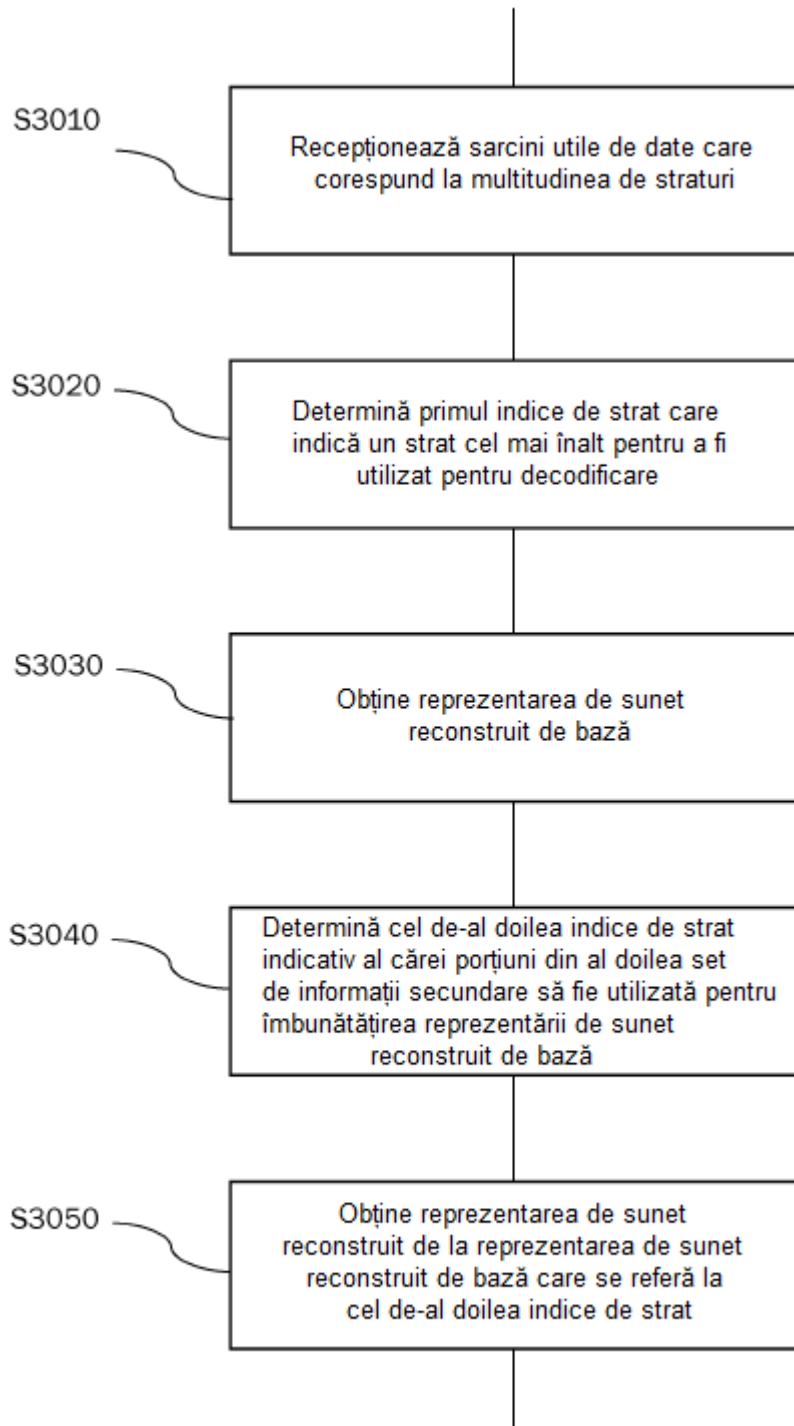 S3010
Recepționează sarcini utile de date care
corespund la multitudinea de straturi
S3020
Determină primul indice de strat care
indică un strat cel mai înalt pentru a fi
utilizat pentru decodificare
S3030
Obține reprezentarea de sunet
reconstruit de bază
S3040
Determină cel de-al doilea indice de strat
indicativ al cărei porțiuni din al doilea set
de informații secundare să fie utilizată pentru
îmbunătățirea reprezentării de sunet
reconstruit de bază
S3050
Obține reprezentarea de sunet
reconstruit de la reprezentarea de sunet
reconstruit de bază care se referă la
cel de-al doilea indice de strat